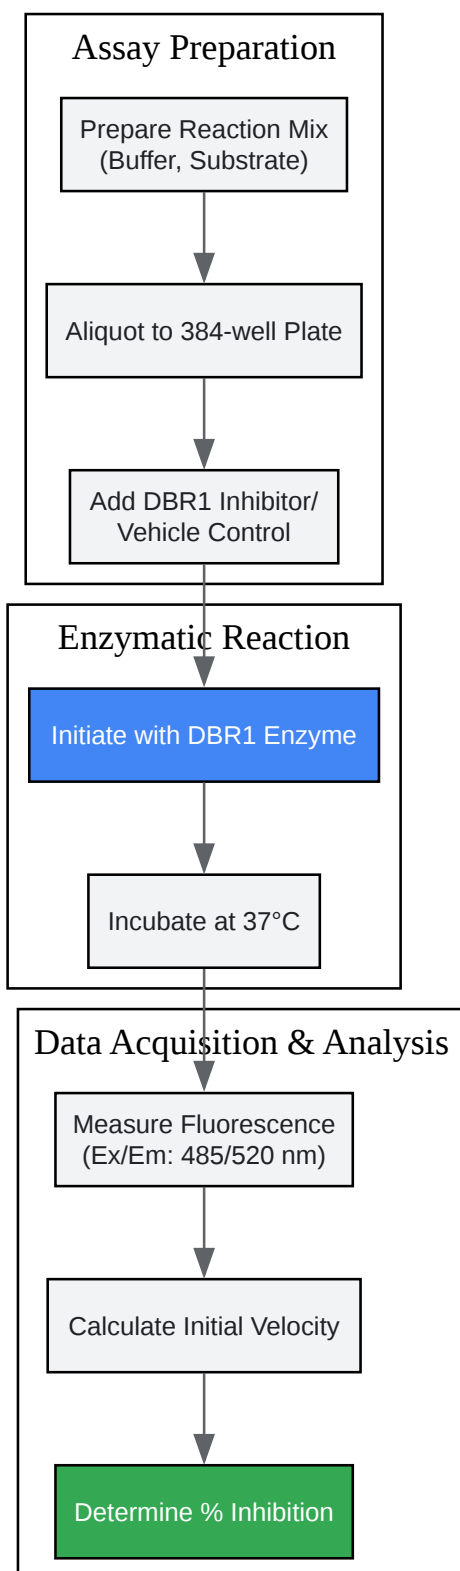 Assay Preparation
Prepare Reaction Mix
(Buffer, Substrate)
Aliquot to 384-well Plate
Add DBR1 Inhibitor/
Vehicle Control
Enzymatic Reaction
Initiate with DBR1 Enzyme
Incubate at 37°C
Data Acquisition & Analysis
Measure Fluorescence
(Ex/Em: 485/520 nm)
Calculate Initial Velocity
Determine % Inhibition